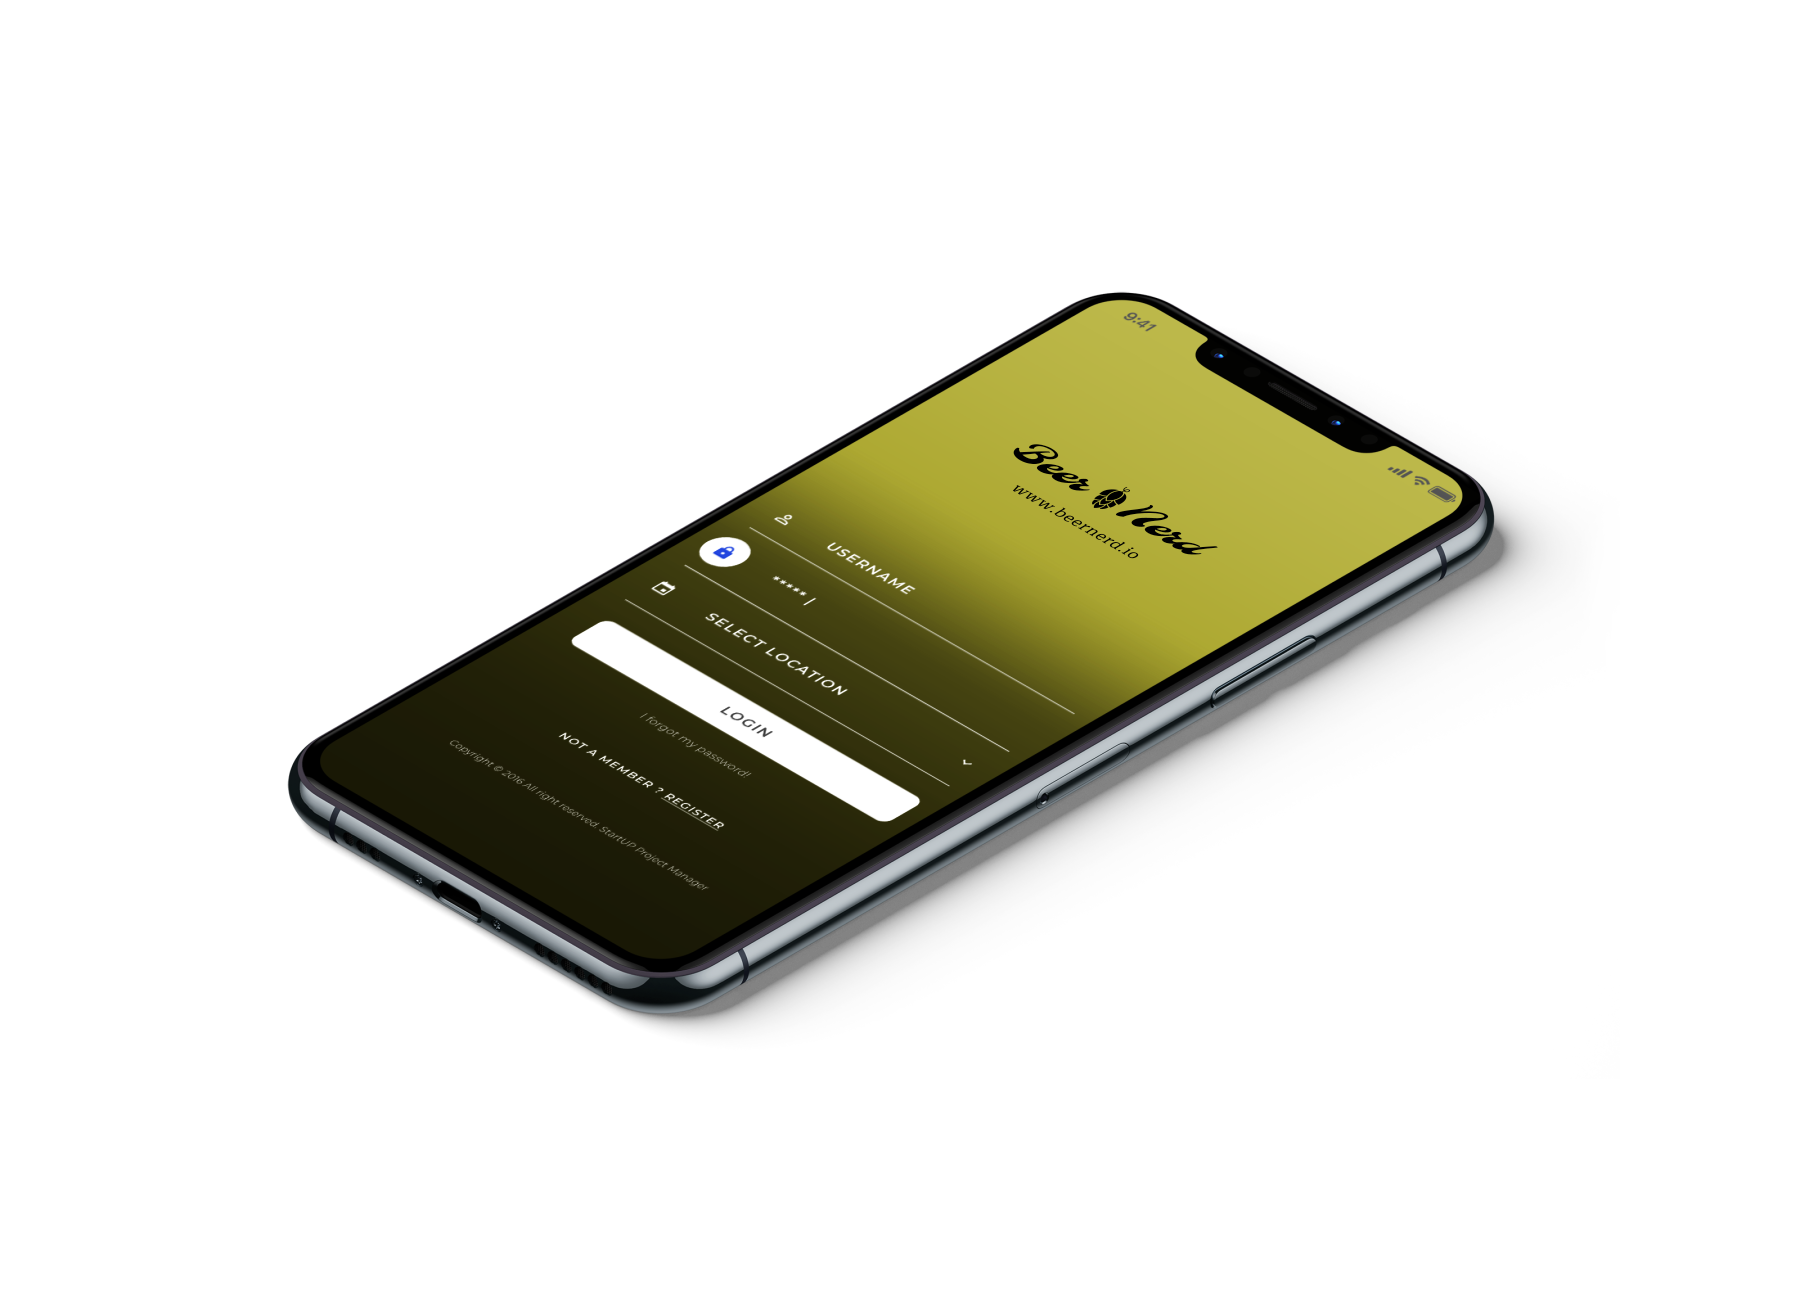 9:41
Beer Nerd
www.beernerd.io
USERNAME
*****|
SELECT LOCATION
LOGIN
I forgot my password!
NOT A MEMBER ? REGISTER
Copyright © 2016 All right reserved StartUP Project Manager